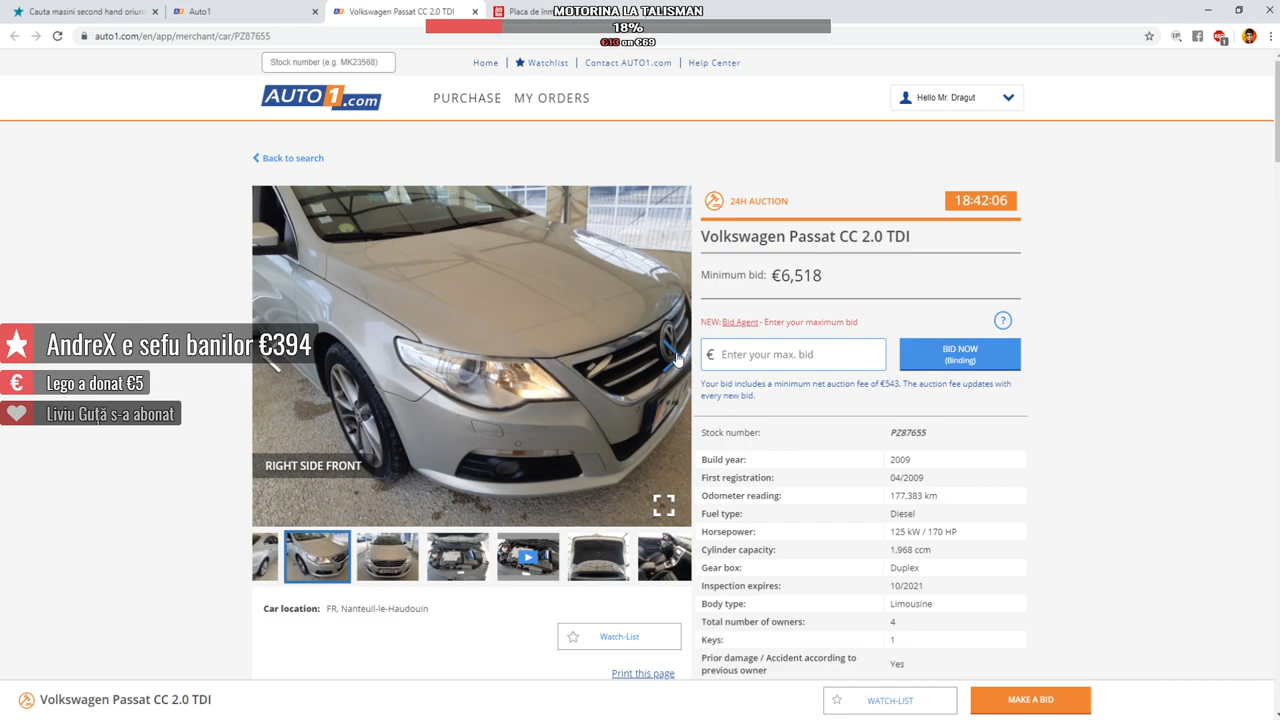 Cauta masini second hand oriun
Auto1
Volkswagen Passat CC 2.0 TDI
Placa de inm
MOTORINA LA TALISMAN
18%
€13 on €69
auto1.com/en/app/merchant/car/PZ87655
Stock number (e.g. MK23568)
Home | Watchlist | Contact AUTO1.com | Help Center
AUTO1.com
PURCHASE MY ORDERS
Hello Mr. Dragut
Back to search
24H AUCTION
18:42:06
Volkswagen Passat CC 2.0 TDI
Minimum bid: €6,518
NEW: Bid Agent - Enter your maximum bid
?
€ Enter your max. bid
BID NOW
(Binding)
Your bid includes a minimum net auction fee of €543. The auction fee updates with
every new bid.
AndreX e sefu banilor €394
€ Lego a donat €5
Liviu Guță s-a abonat
RIGHT SIDE FRONT
Stock number: PZ87655
Build year: 2009
First registration: 04/2009
Odometer reading: 177,383 km
Fuel type: Diesel
Horsepower: 125 kW / 170 HP
Cylinder capacity: 1,968 ccm
Gear box: Duplex
Inspection expires: 10/2021
Body type: Limousine
Total number of owners: 4
Keys: 1
Prior damage / Accident according to
previous owner
Yes
Car location: FR, Nanteuil-le-Haudouin
Watch-List
Print this page
Volkswagen Passat CC 2.0 TDI
WATCH-LIST
MAKE A BID